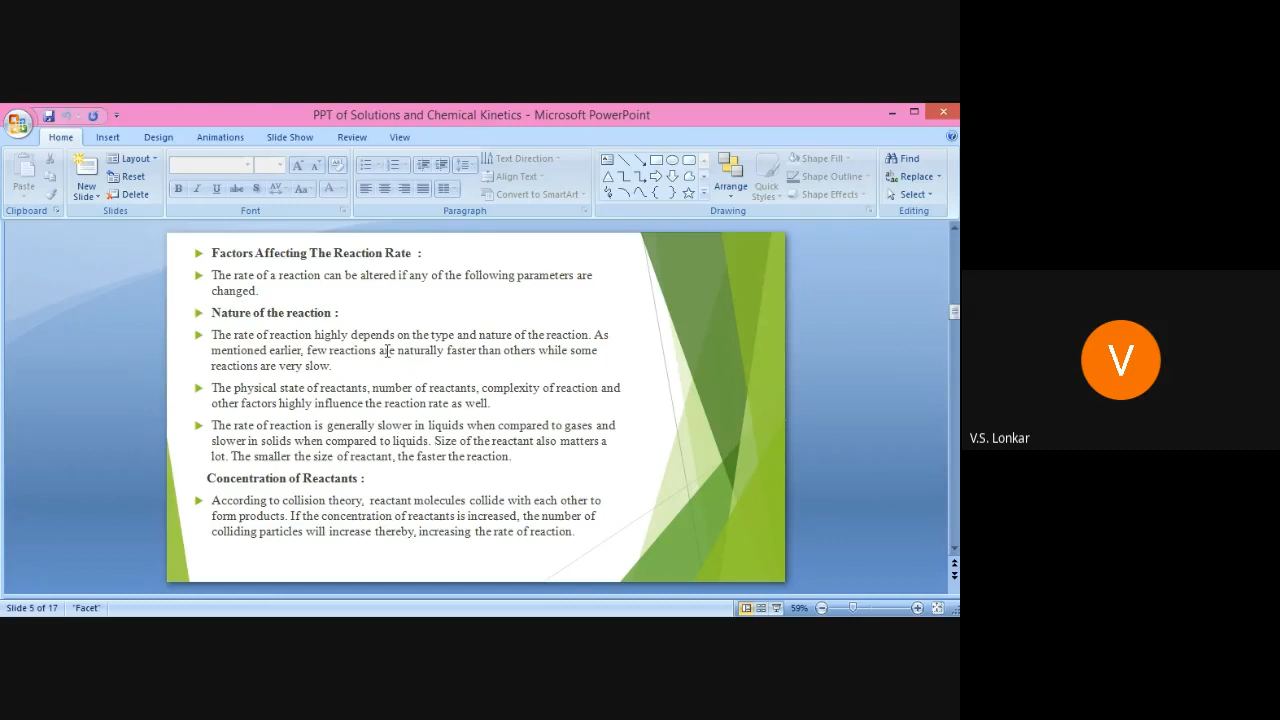 PPT of Solutions and Chemical Kinetics - Microsoft PowerPoint
Home Insert Design Animations Slide Show Review View
Paste
Clipboard
New Slide
Layout
Reset
Delete
Slides
Font
Text Direction
Align Text
Convert to SmartArt
Paragraph
Arrange
Quick Styles
Shape Fill
Shape Outline
Shape Effects
Drawing
Find
Replace
Select
Editing
Factors Affecting The Reaction Rate :
The rate of a reaction can be altered if any of the following parameters are
changed.
Nature of the reaction :
The rate of reaction highly depends on the type and nature of the reaction. As
mentioned earlier, few reactions are naturally faster than others while some
reactions are very slow.
The physical state of reactants, number of reactants, complexity of reaction and
other factors highly influence the reaction rate as well.
The rate of reaction is generally slower in liquids when compared to gases and
slower in solids when compared to liquids. Size of the reactant also matters a
lot. The smaller the size of reactant, the faster the reaction.
Concentration of Reactants :
According to collision theory, reactant molecules collide with each other to
form products. If the concentration of reactants is increased, the number of
colliding particles will increase thereby, increasing the rate of reaction.
Slide 5 of 17 "Facet" 59%
V
V.S. Lonkar